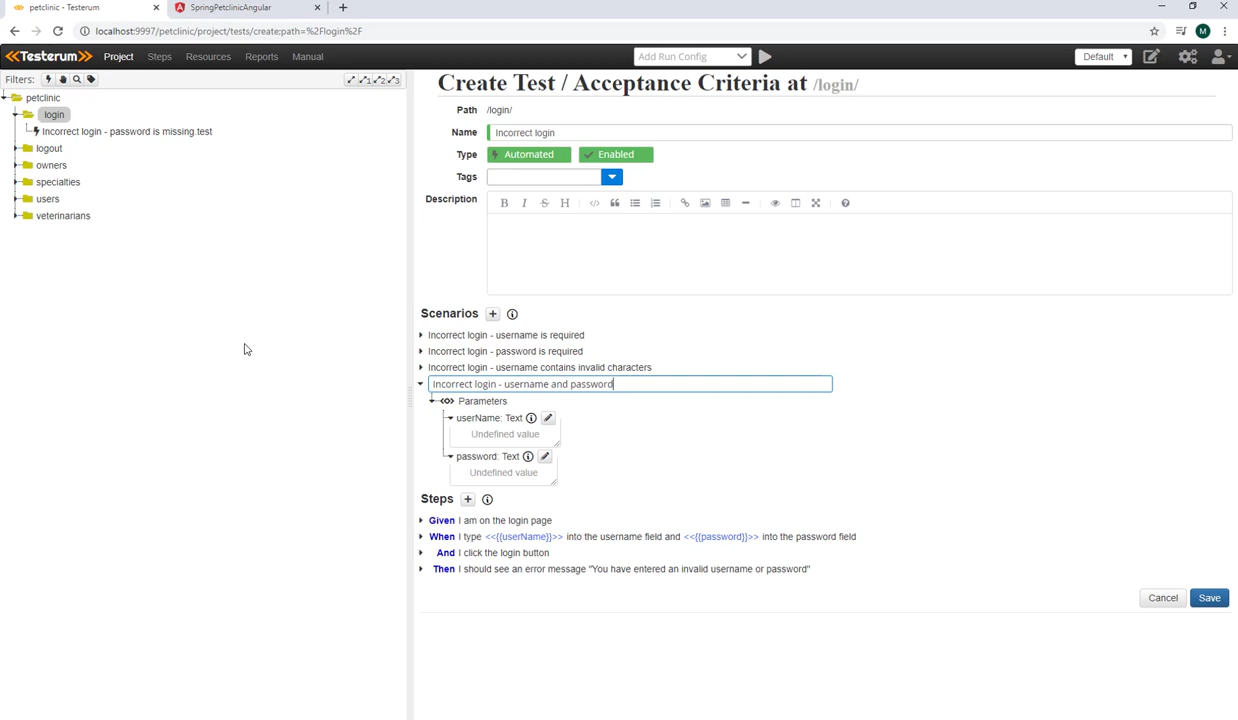 petclinic - Testerum
SpringPetclinicAngular
localhost:9997/petclinic/project/tests/create;path=%2Flogin%2F
M
<<Testerum>> Project Steps Resources Reports Manual
Add Run Config
Default
Filters:
1 2 3
petclinic
login
Incorrect login - password is missing.test
logout
owners
specialties
users
veterinarians
Create Test / Acceptance Criteria at /login/
Path /login/
Name Incorrect login
Type Automated Enabled
Tags
Description
B I S H
Scenarios +
Incorrect login - username is required
Incorrect login - password is required
Incorrect login - username contains invalid characters
Incorrect login - username and password
Parameters
userName: Text
Undefined value
password: Text
Undefined value
Steps +
Given I am on the login page
When I type <<{{userName}}>> into the username field and <<{{password}}>> into the password field
And I click the login button
Then I should see an error message "You have entered an invalid username or password"
Cancel Save